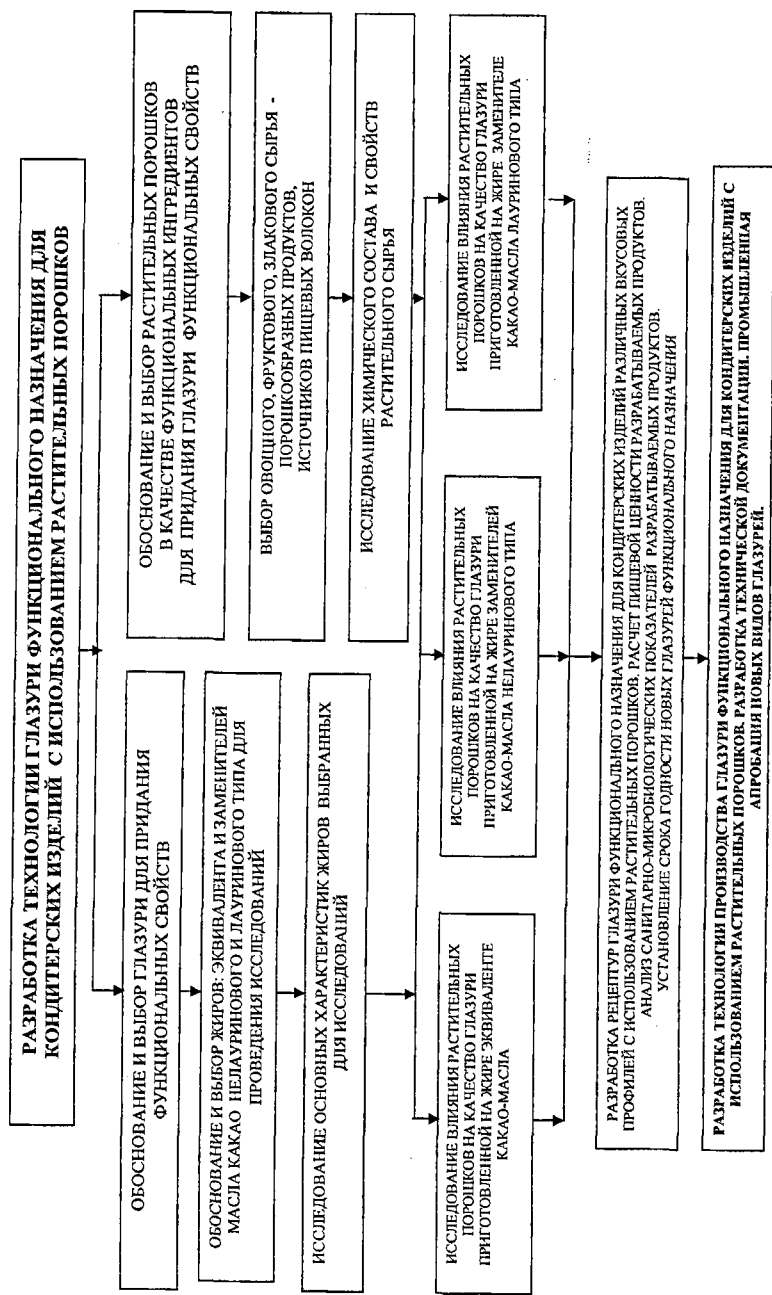 РАЗРАБОТКА ТЕХНОЛОГИИ ГЛАЗУРИ ФУНКЦИОНАЛЬНОГО НАЗНАЧЕНИЯ ДЛЯ
КОНДИТЕРСКИХ ИЗДЕЛИЙ С ИСПОЛЬЗОВАНИЕМ РАСТИТЕЛЬНЫХ ПОРОШКОВ
ОБОСНОВАНИЕ И ВЫБОР ГЛАЗУРИ ДЛЯ ПРИДАНИЯ
ФУНКЦИОНАЛЬНЫХ СВОЙСТВ
ОБОСНОВАНИЕ И ВЫБОР ЖИРОВ: ЭКВИВАЛЕНТА И ЗАМЕНИТЕЛЕЙ
МАСЛА КАКАО НЕЛАУРИНОВОГО И ЛАУРИНОВОГО ТИПА ДЛЯ
ПРОВЕДЕНИЯ ИССЛЕДОВАНИЙ
ИССЛЕДОВАНИЕ ОСНОВНЫХ ХАРАКТЕРИСТИК ЖИРОВ ВЫБРАННЫХ
ДЛЯ ИССЛЕДОВАНИЙ
ОБОСНОВАНИЕ И ВЫБОР РАСТИТЕЛЬНЫХ ПОРОШКОВ
В КАЧЕСТВЕ ФУНКЦИОНАЛЬНЫХ ИНГРЕДИЕНТОВ
ДЛЯ ПРИДАНИЯ ГЛАЗУРИ ФУНКЦИОНАЛЬНЫХ СВОЙСТВ
ВЫБОР ОВОЩНОГО, ФРУКТОВОГО, ЗЛАКОВОГО СЫРЬЯ -
ПОРОШКООБРАЗНЫХ ПРОДУКТОВ,
ИСТОЧНИКОВ ПИЩЕВЫХ ВОЛОКОН
ИССЛЕДОВАНИЕ ХИМИЧЕСКОГО СОСТАВА И СВОЙСТВ
РАСТИТЕЛЬНОГО СЫРЬЯ
ИССЛЕДОВАНИЕ ВЛИЯНИЯ РАСТИТЕЛЬНЫХ
ПОРОШКОВ НА КАЧЕСТВО ГЛАЗУРИ
ПРИГОТОВЛЕННОЙ НА ЖИРЕ ЭКВИВАЛЕНТЕ
КАКАО-МАСЛА
ИССЛЕДОВАНИЕ ВЛИЯНИЯ РАСТИТЕЛЬНЫХ
ПОРОШКОВ НА КАЧЕСТВО ГЛАЗУРИ
ПРИГОТОВЛЕННОЙ НА ЖИРЕ ЗАМЕНИТЕЛЕЙ
КАКАО-МАСЛА НЕЛАУРИНОВОГО ТИПА
ИССЛЕДОВАНИЕ ВЛИЯНИЯ РАСТИТЕЛЬНЫХ
ПОРОШКОВ НА КАЧЕСТВО ГЛАЗУРИ
ПРИГОТОВЛЕННОЙ НА ЖИРЕ ЗАМЕНИТЕЛЕ
КАКАО-МАСЛА ЛАУРИНОВОГО ТИПА
РАЗРАБОТКА РЕЦЕПТУР ГЛАЗУРИ ФУНКЦИОНАЛЬНОГО НАЗНАЧЕНИЯ ДЛЯ КОНДИТЕРСКИХ ИЗДЕЛИЙ РАЗЛИЧНЫХ ВКУСОВЫХ
ПРОФИЛЕЙ С ИСПОЛЬЗОВАНИЕМ РАСТИТЕЛЬНЫХ ПОРОШКОВ. РАСЧЕТ ПИЩЕВОЙ ЦЕННОСТИ РАЗРАБАТЫВАЕМЫХ ПРОДУКТОВ.
АНАЛИЗ САНИТАРНО-МИКРОБИОЛОГИЧЕСКИХ ПОКАЗАТЕЛЕЙ РАЗРАБАТЫВАЕМЫХ ПРОДУКТОВ.
УСТАНОВЛЕНИЕ СРОКА ГОДНОСТИ НОВЫХ ГЛАЗУРЕЙ ФУНКЦИОНАЛЬНОГО НАЗНАЧЕНИЯ
РАЗРАБОТКА ТЕХНОЛОГИИ ПРОИЗВОДСТВА ГЛАЗУРИ ФУНКЦИОНАЛЬНОГО НАЗНАЧЕНИЯ ДЛЯ КОНДИТЕРСКИХ ИЗДЕЛИЙ С
ИСПОЛЬЗОВАНИЕМ РАСТИТЕЛЬНЫХ ПОРОШКОВ. РАЗРАБОТКА ТЕХНИЧЕСКОЙ ДОКУМЕНТАЦИИ. ПРОМЫШЛЕННАЯ
АПРОБАЦИЯ НОВЫХ ВИДОВ ГЛАЗУРЕЙ.